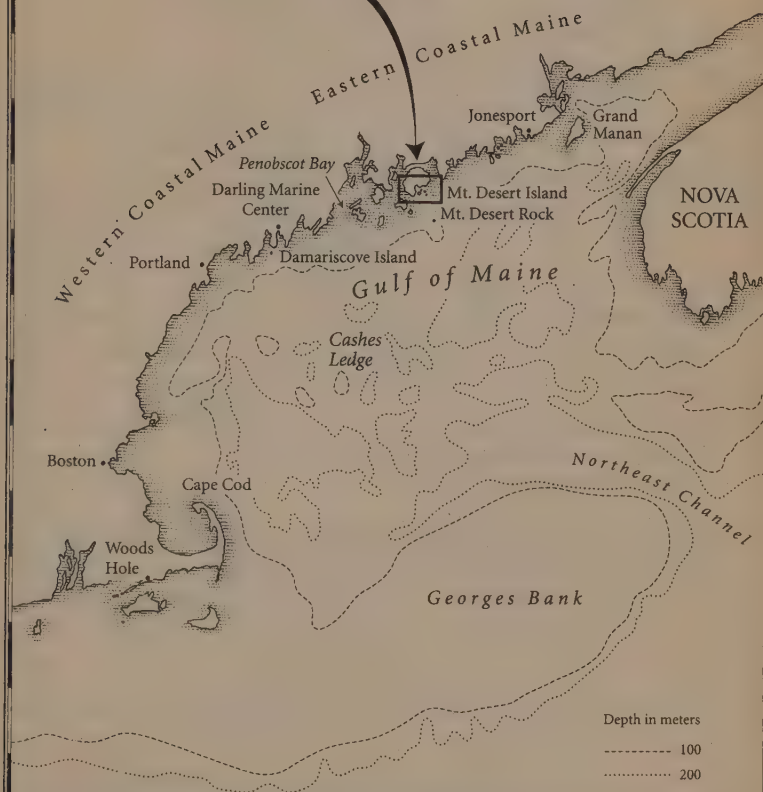 Eastern Coastal Maine
Western Coastal Maine
Jonesport
Grand
Manan
Penobscot Bay
Darling Marine
Center
Mt. Desert Island
Mt. Desert Rock
NOVA
SCOTIA
Portland
Damariscove Island
Gulf of Maine
Cashes
Ledge
Boston
Cape Cod
Northeast Channel
Woods
Hole
Georges Bank
Depth in meters
100
200